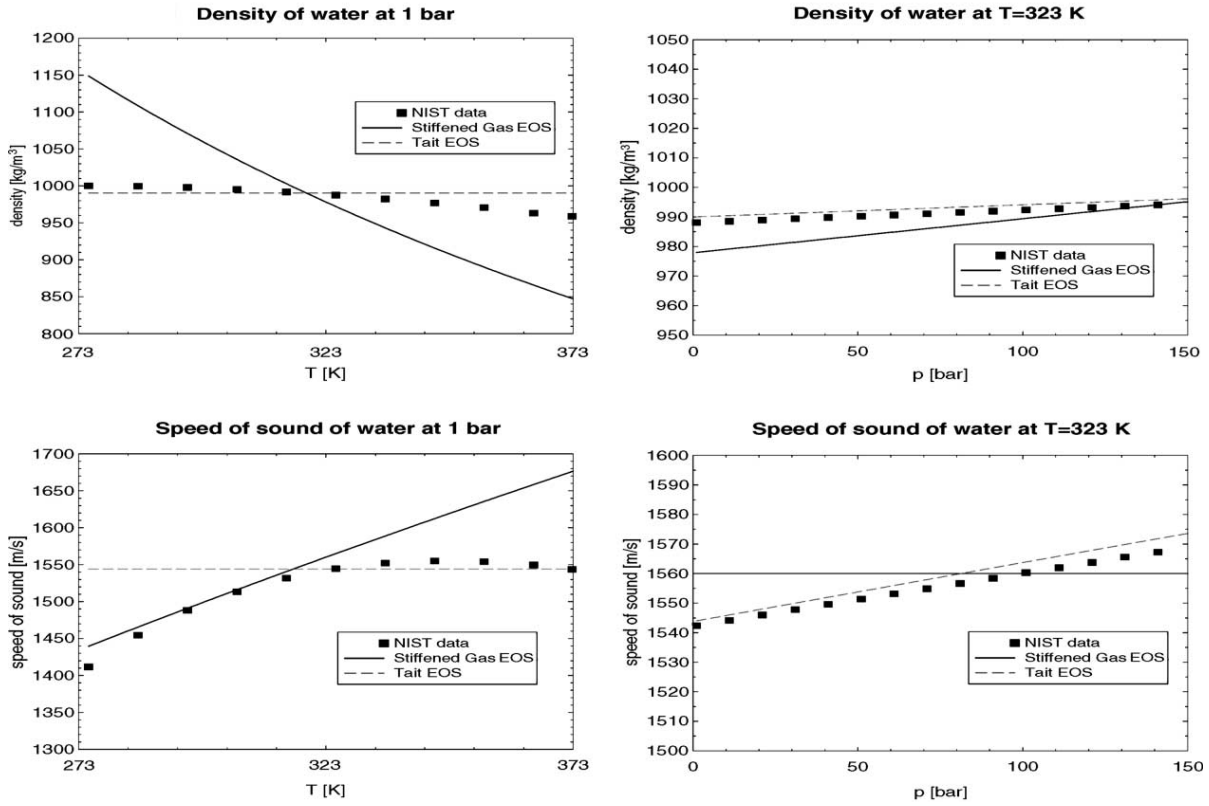 Density of water at 1 bar
1200
1150
1100
1050
1000
950
900
850
800
density [kg/m³]
NIST data
Stiffened Gas EOS
Tait EOS
273 323 373
T [K]
Density of water at T=323 K
1050
1040
1030
1020
1010
1000
990
980
970
960
950
density [kg/m³]
NIST data
Stiffened Gas EOS
Tait EOS
0 50 100 150
p [bar]
Speed of sound of water at 1 bar
1700
1650
1600
1550
1500
1450
1400
1350
1300
speed of sound [m/s]
NIST data
Stiffened Gas EOS
Tait EOS
273 323 373
T [K]
Speed of sound of water at T=323 K
1600
1590
1580
1570
1560
1550
1540
1530
1520
1510
1500
speed of sound [m/s]
NIST data
Stiffened Gas EOS
Tait EOS
0 50 100 150
p [bar]